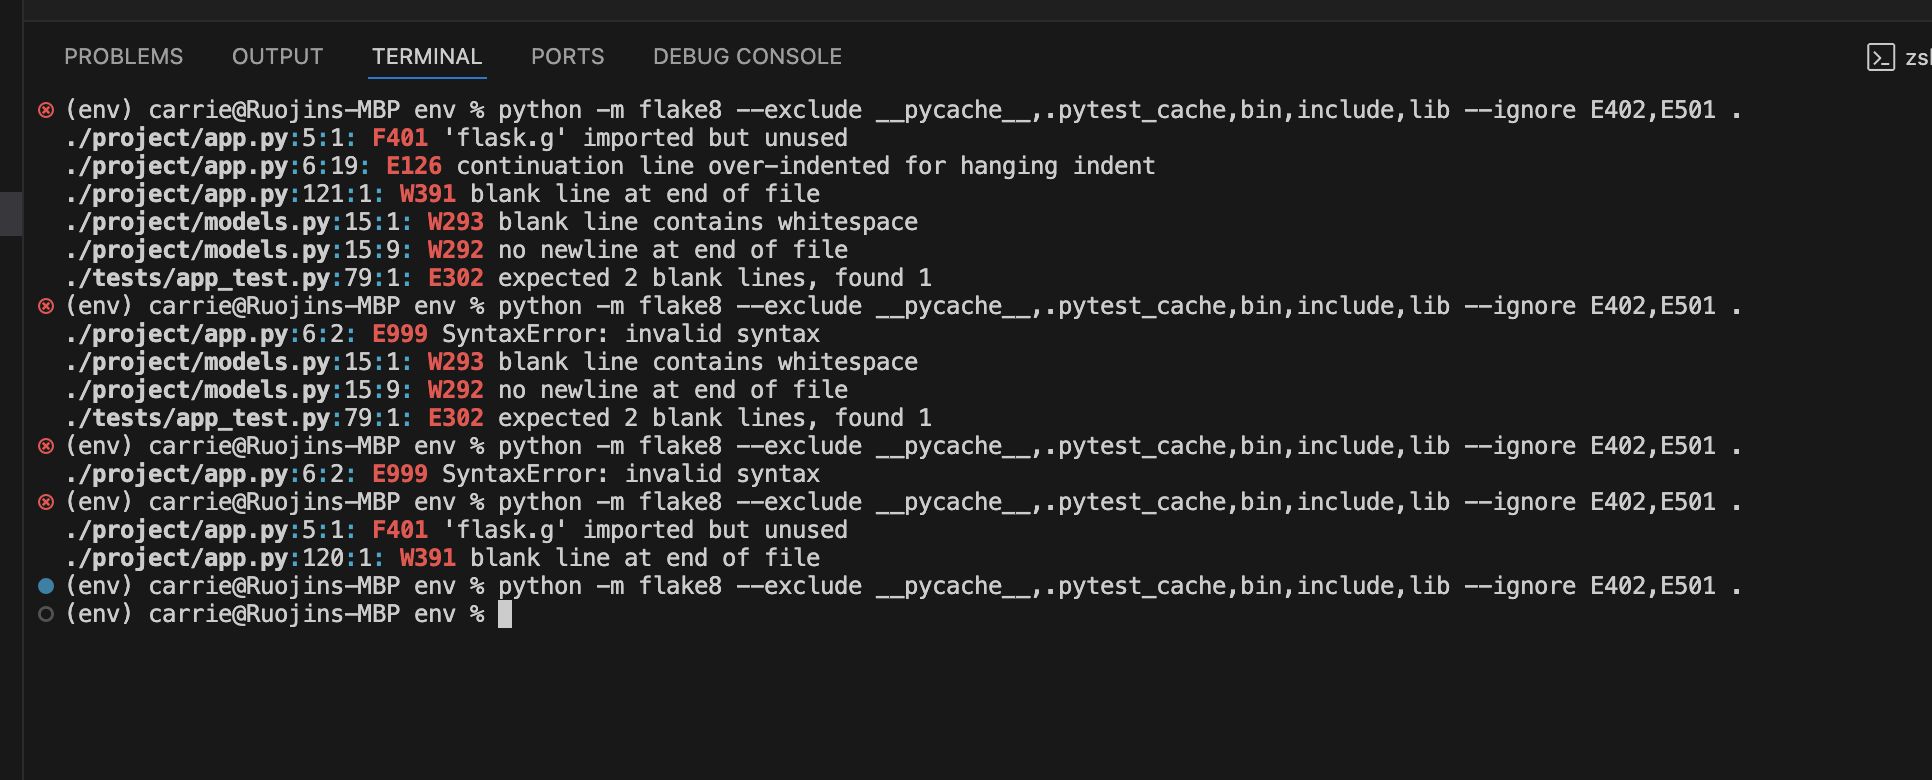 PROBLEMS OUTPUT TERMINAL PORTS DEBUG CONSOLE
(env) carrie@Ruojins-MBP env % python -m flake8 --exclude __pycache__,.pytest_cache,bin,include,lib --ignore E402,E501 .
./project/app.py:5:1: F401 'flask.g' imported but unused
./project/app.py:6:19: E126 continuation line over-indented for hanging indent
./project/app.py:121:1: W391 blank line at end of file
./project/models.py:15:1: W293 blank line contains whitespace
./project/models.py:15:9: W292 no newline at end of file
./tests/app_test.py:79:1: E302 expected 2 blank lines, found 1
(env) carrie@Ruojins-MBP env % python -m flake8 --exclude __pycache__,.pytest_cache,bin,include,lib --ignore E402,E501 .
./project/app.py:6:2: E999 SyntaxError: invalid syntax
./project/models.py:15:1: W293 blank line contains whitespace
./project/models.py:15:9: W292 no newline at end of file
./tests/app_test.py:79:1: E302 expected 2 blank lines, found 1
(env) carrie@Ruojins-MBP env % python -m flake8 --exclude __pycache__,.pytest_cache,bin,include,lib --ignore E402,E501 .
./project/app.py:6:2: E999 SyntaxError: invalid syntax
(env) carrie@Ruojins-MBP env % python -m flake8 --exclude __pycache__,.pytest_cache,bin,include,lib --ignore E402,E501 .
./project/app.py:5:1: F401 'flask.g' imported but unused
./project/app.py:120:1: W391 blank line at end of file
(env) carrie@Ruojins-MBP env % python -m flake8 --exclude __pycache__,.pytest_cache,bin,include,lib --ignore E402,E501 .
(env) carrie@Ruojins-MBP env %